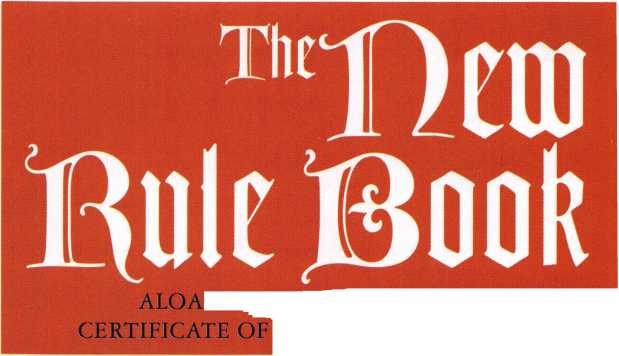 The New
Rule Book
ALOA
CERTIFICATE OF